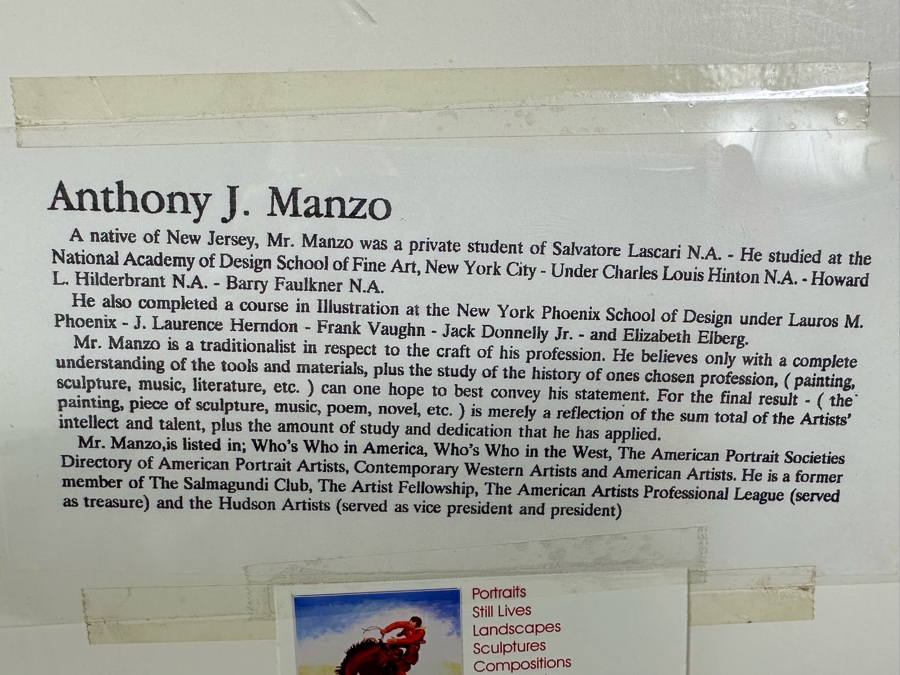 Anthony J. Manzo
A native of New Jersey, Mr. Manzo was a private student of Salvatore Lascari N.A. - He studied at the
National Academy of Design School of Fine Art, New York City - Under Charles Louis Hinton N.A. - Howard
L. Hilderbrant N.A. - Barry Faulkner N.A.
He also completed a course in Illustration at the New York Phoenix School of Design under Lauros M.
Phoenix - J. Laurence Herndon - Frank Vaughn - Jack Donnelly Jr. - and Elizabeth Elberg.
Mr. Manzo is a traditionalist in respect to the craft of his profession. He believes only with a complete
understanding of the tools and materials, plus the study of the history of ones chosen profession, ( painting,
sculpture, music, literature, etc. ) can one hope to best convey his statement. For the final result - ( the
painting, piece of sculpture, music, poem, novel, etc. ) is merely a reflection of the sum total of the Artists'
intellect and talent, plus the amount of study and dedication that he has applied.
Mr. Manzo,is listed in; Who's Who in America, Who's Who in the West, The American Portrait Societies
Directory of American Portrait Artists, Contemporary Western Artists and American Artists. He is a former
member of The Salmagundi Club, The Artist Fellowship, The American Artists Professional League (served
as treasure) and the Hudson Artists (served as vice president and president)
Portraits
Still Lives
Landscapes
Sculptures
Compositions